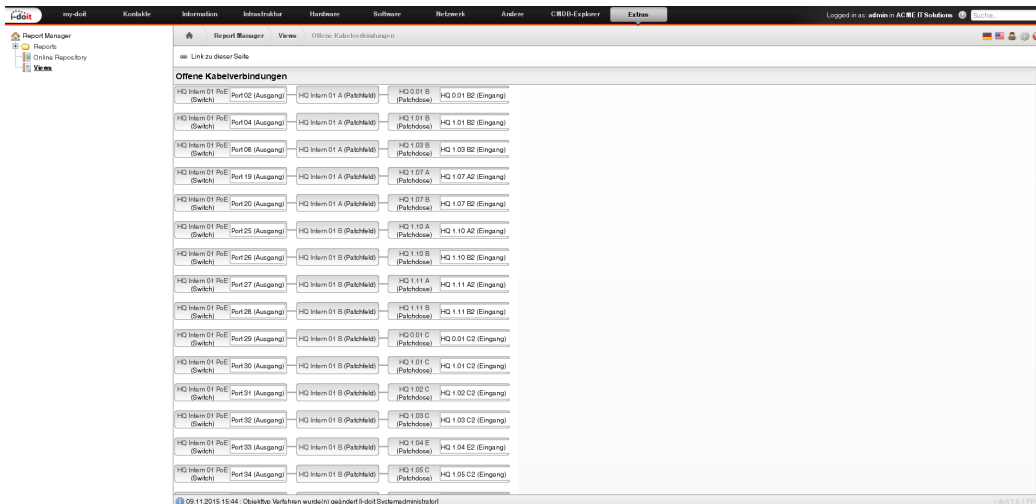 i-doit my-doit Kontakte Information Infrastruktur Hardware Software Netzwerk Andere CMDB-Explorer Extras Logged in as: admin in ACME IT Solutions Suche...
Report Manager
Reports
Online Repository
Views
Report Manager Views Offene Kabelverbindungen
Link zu dieser Seite
Offene Kabelverbindungen
HQ Intern 01 PoE (Switch) Port 02 (Ausgang) HQ Intern 01 A (Patchfeld) HQ 0.01 B (Patchdose) HQ 0.01 B2 (Eingang)
HQ Intern 01 PoE (Switch) Port 04 (Ausgang) HQ Intern 01 A (Patchfeld) HQ 1.01 B (Patchdose) HQ 1.01 B2 (Eingang)
HQ Intern 01 PoE (Switch) Port 08 (Ausgang) HQ Intern 01 A (Patchfeld) HQ 1.03 B (Patchdose) HQ 1.03 B2 (Eingang)
HQ Intern 01 PoE (Switch) Port 19 (Ausgang) HQ Intern 01 A (Patchfeld) HQ 1.07 A (Patchdose) HQ 1.07 A2 (Eingang)
HQ Intern 01 PoE (Switch) Port 20 (Ausgang) HQ Intern 01 A (Patchfeld) HQ 1.07 B (Patchdose) HQ 1.07 B2 (Eingang)
HQ Intern 01 PoE (Switch) Port 25 (Ausgang) HQ Intern 01 B (Patchfeld) HQ 1.10 A (Patchdose) HQ 1.10 A2 (Eingang)
HQ Intern 01 PoE (Switch) Port 26 (Ausgang) HQ Intern 01 B (Patchfeld) HQ 1.10 B (Patchdose) HQ 1.10 B2 (Eingang)
HQ Intern 01 PoE (Switch) Port 27 (Ausgang) HQ Intern 01 B (Patchfeld) HQ 1.11 A (Patchdose) HQ 1.11 A2 (Eingang)
HQ Intern 01 PoE (Switch) Port 28 (Ausgang) HQ Intern 01 B (Patchfeld) HQ 1.11 B (Patchdose) HQ 1.11 B2 (Eingang)
HQ Intern 01 PoE (Switch) Port 29 (Ausgang) HQ Intern 01 B (Patchfeld) HQ 0.01 C (Patchdose) HQ 0.01 C2 (Eingang)
HQ Intern 01 PoE (Switch) Port 30 (Ausgang) HQ Intern 01 B (Patchfeld) HQ 1.01 C (Patchdose) HQ 1.01 C2 (Eingang)
HQ Intern 01 PoE (Switch) Port 31 (Ausgang) HQ Intern 01 B (Patchfeld) HQ 1.02 C (Patchdose) HQ 1.02 C2 (Eingang)
HQ Intern 01 PoE (Switch) Port 32 (Ausgang) HQ Intern 01 B (Patchfeld) HQ 1.03 C (Patchdose) HQ 1.03 C2 (Eingang)
HQ Intern 01 PoE (Switch) Port 33 (Ausgang) HQ Intern 01 B (Patchfeld) HQ 1.04 E (Patchdose) HQ 1.04 E2 (Eingang)
HQ Intern 01 PoE (Switch) Port 34 (Ausgang) HQ Intern 01 B (Patchfeld) HQ 1.05 C (Patchdose) HQ 1.05 C2 (Eingang)
09.11.2015 15:44 : Objekttyp Verfahren wurde(n) geändert [i-doit Systemadministrator]